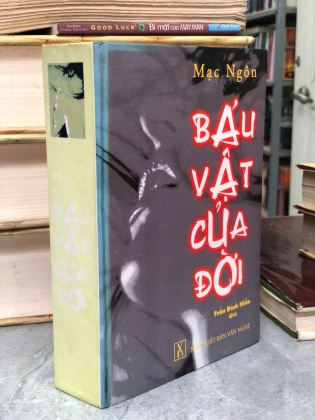 GOOD LUCK
Bí mật của MAY MẮN
Mạc Ngôn
BÁU
VẬT
CỦA
ĐỜI
Trần Đình Hiến
dịch
NHÀ XUẤT BẢN VĂN NGHỆ
BÁU
VẬT
CỦA
ĐỜI